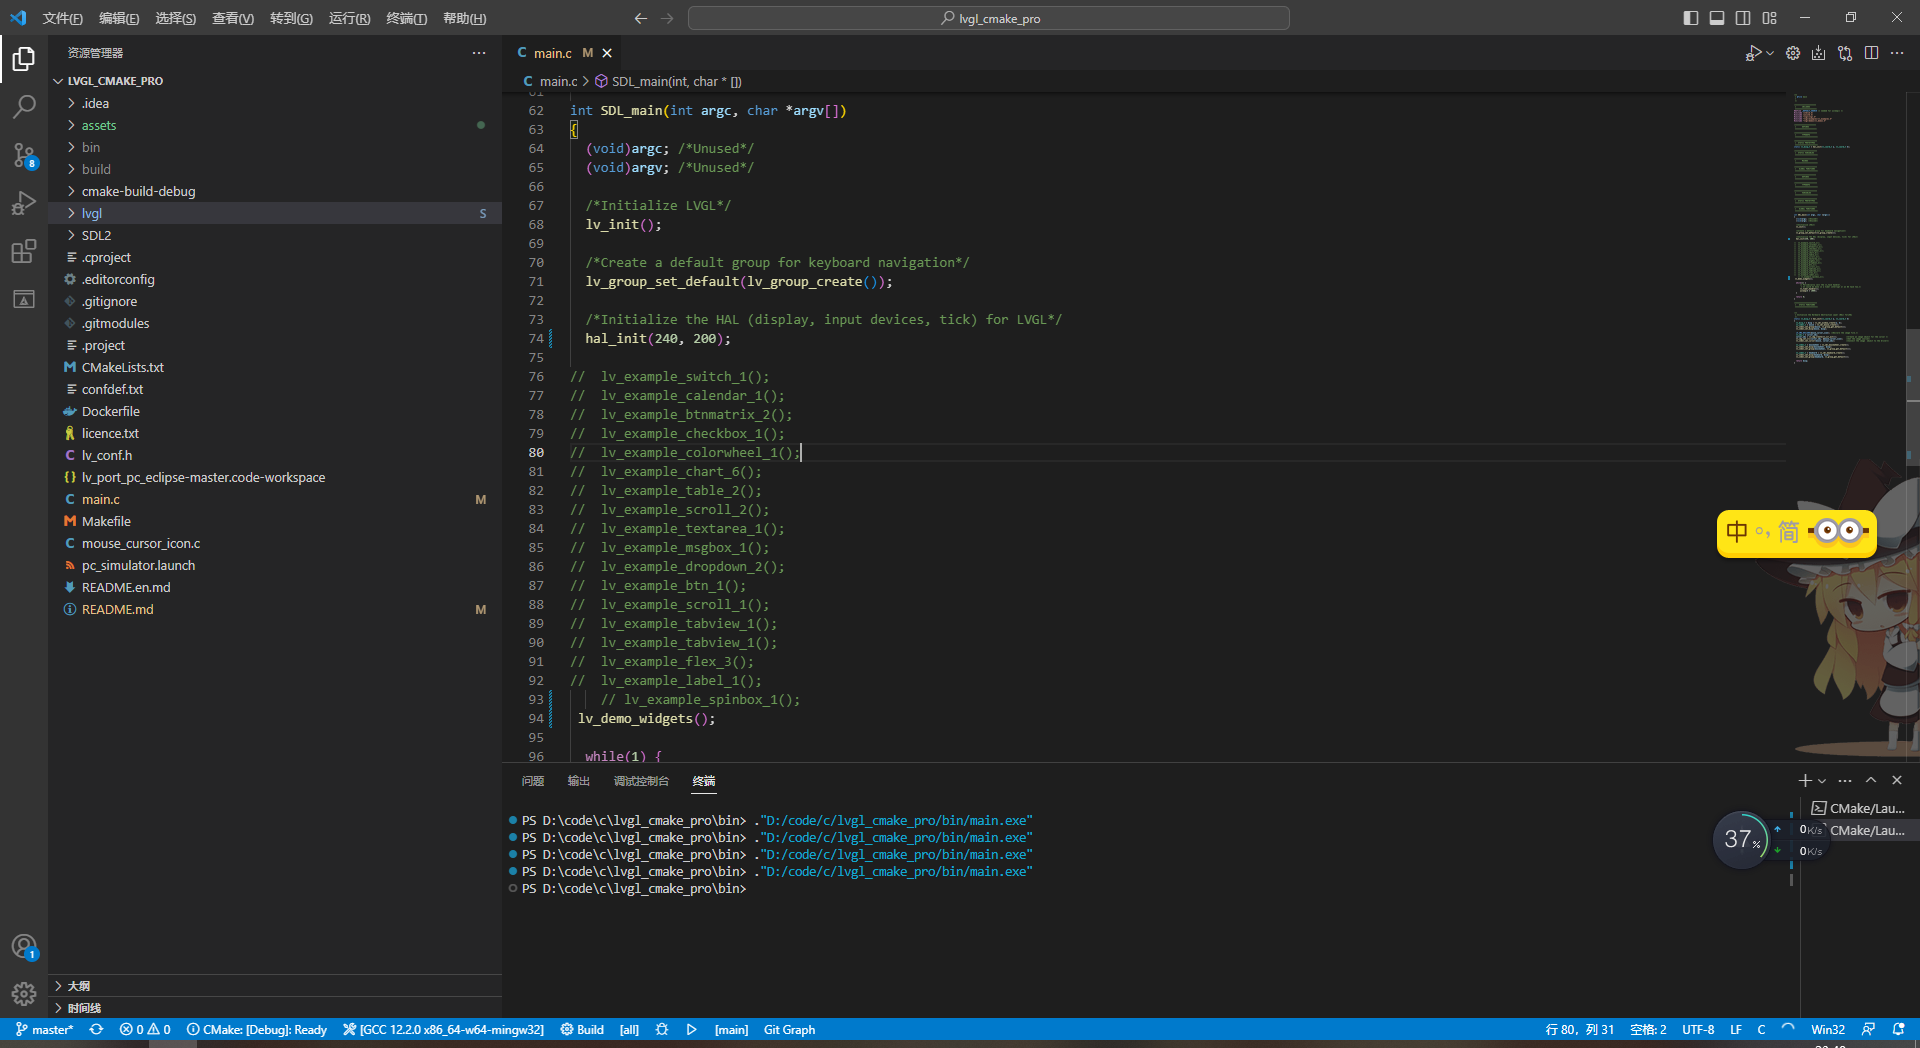 文件(F) 编辑(E) 选择(S) 查看(V) 转到(G) 运行(R) 终端(T) 帮助(H)
lvgl_cmake_pro
资源管理器
LVGL_CMAKE_PRO
.idea
assets
bin
build
cmake-build-debug
lvgl S
SDL2
.cproject
.editorconfig
.gitignore
.gitmodules
.project
CMakeLists.txt
confdef.txt
Dockerfile
licence.txt
lv_conf.h
lv_port_pc_eclipse-master.code-workspace
main.c M
Makefile
mouse_cursor_icon.c
pc_simulator.launch
README.en.md
README.md M
大纲
时间线
8
1
main.c M
main.c > SDL_main(int, char * [])
61
62 int SDL_main(int argc, char *argv[])
63 {
64 (void)argc; /*Unused*/
65 (void)argv; /*Unused*/
66
67 /*Initialize LVGL*/
68 lv_init();
69
70 /*Create a default group for keyboard navigation*/
71 lv_group_set_default(lv_group_create());
72
73 /*Initialize the HAL (display, input devices, tick) for LVGL*/
74 hal_init(240, 200);
75
76 // lv_example_switch_1();
77 // lv_example_calendar_1();
78 // lv_example_btnmatrix_2();
79 // lv_example_checkbox_1();
80 // lv_example_colorwheel_1();
81 // lv_example_chart_6();
82 // lv_example_table_2();
83 // lv_example_scroll_2();
84 // lv_example_textarea_1();
85 // lv_example_msgbox_1();
86 // lv_example_dropdown_2();
87 // lv_example_btn_1();
88 // lv_example_scroll_1();
89 // lv_example_tabview_1();
90 // lv_example_tabview_1();
91 // lv_example_flex_3();
92 // lv_example_label_1();
93 // lv_example_spinbox_1();
94 lv_demo_widgets();
95
96 while(1) {
中 °, 简
问题 输出 调试控制台 终端
PS D:\code\c\lvgl_cmake_pro\bin> ."D:/code/c/lvgl_cmake_pro/bin/main.exe"
PS D:\code\c\lvgl_cmake_pro\bin> ."D:/code/c/lvgl_cmake_pro/bin/main.exe"
PS D:\code\c\lvgl_cmake_pro\bin> ."D:/code/c/lvgl_cmake_pro/bin/main.exe"
PS D:\code\c\lvgl_cmake_pro\bin> ."D:/code/c/lvgl_cmake_pro/bin/main.exe"
PS D:\code\c\lvgl_cmake_pro\bin>
CMake/Lau...
CMake/Lau...
37%
0K/s
0K/s
master* 0 0 CMake: [Debug]: Ready [GCC 12.2.0 x86_64-w64-mingw32] Build [all] [main] Git Graph 行 80，列 31 空格: 2 UTF-8 LF C Win32